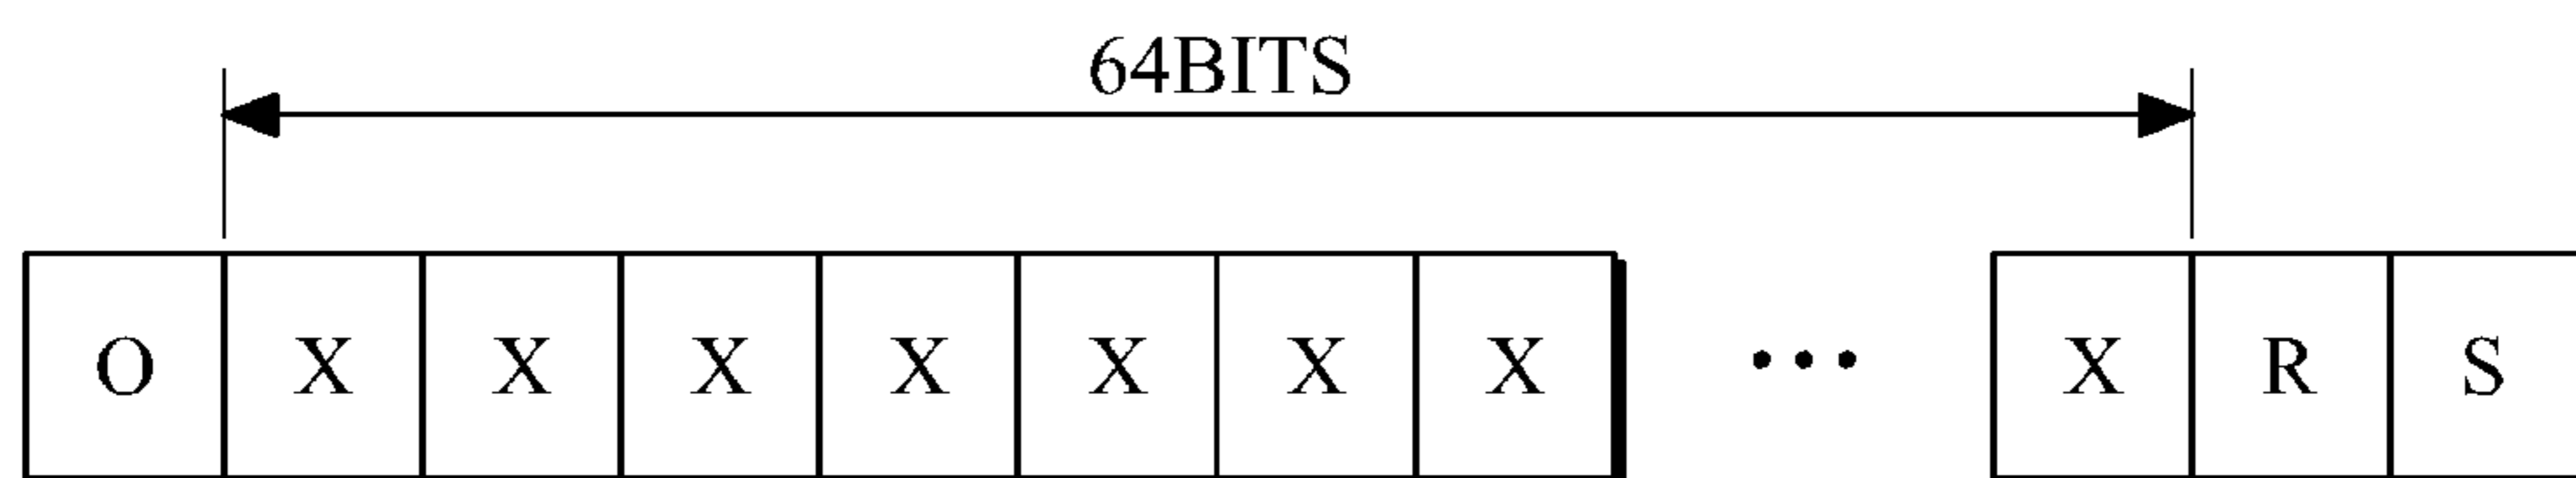 64BITS
O X X X X X X X ••• X R S